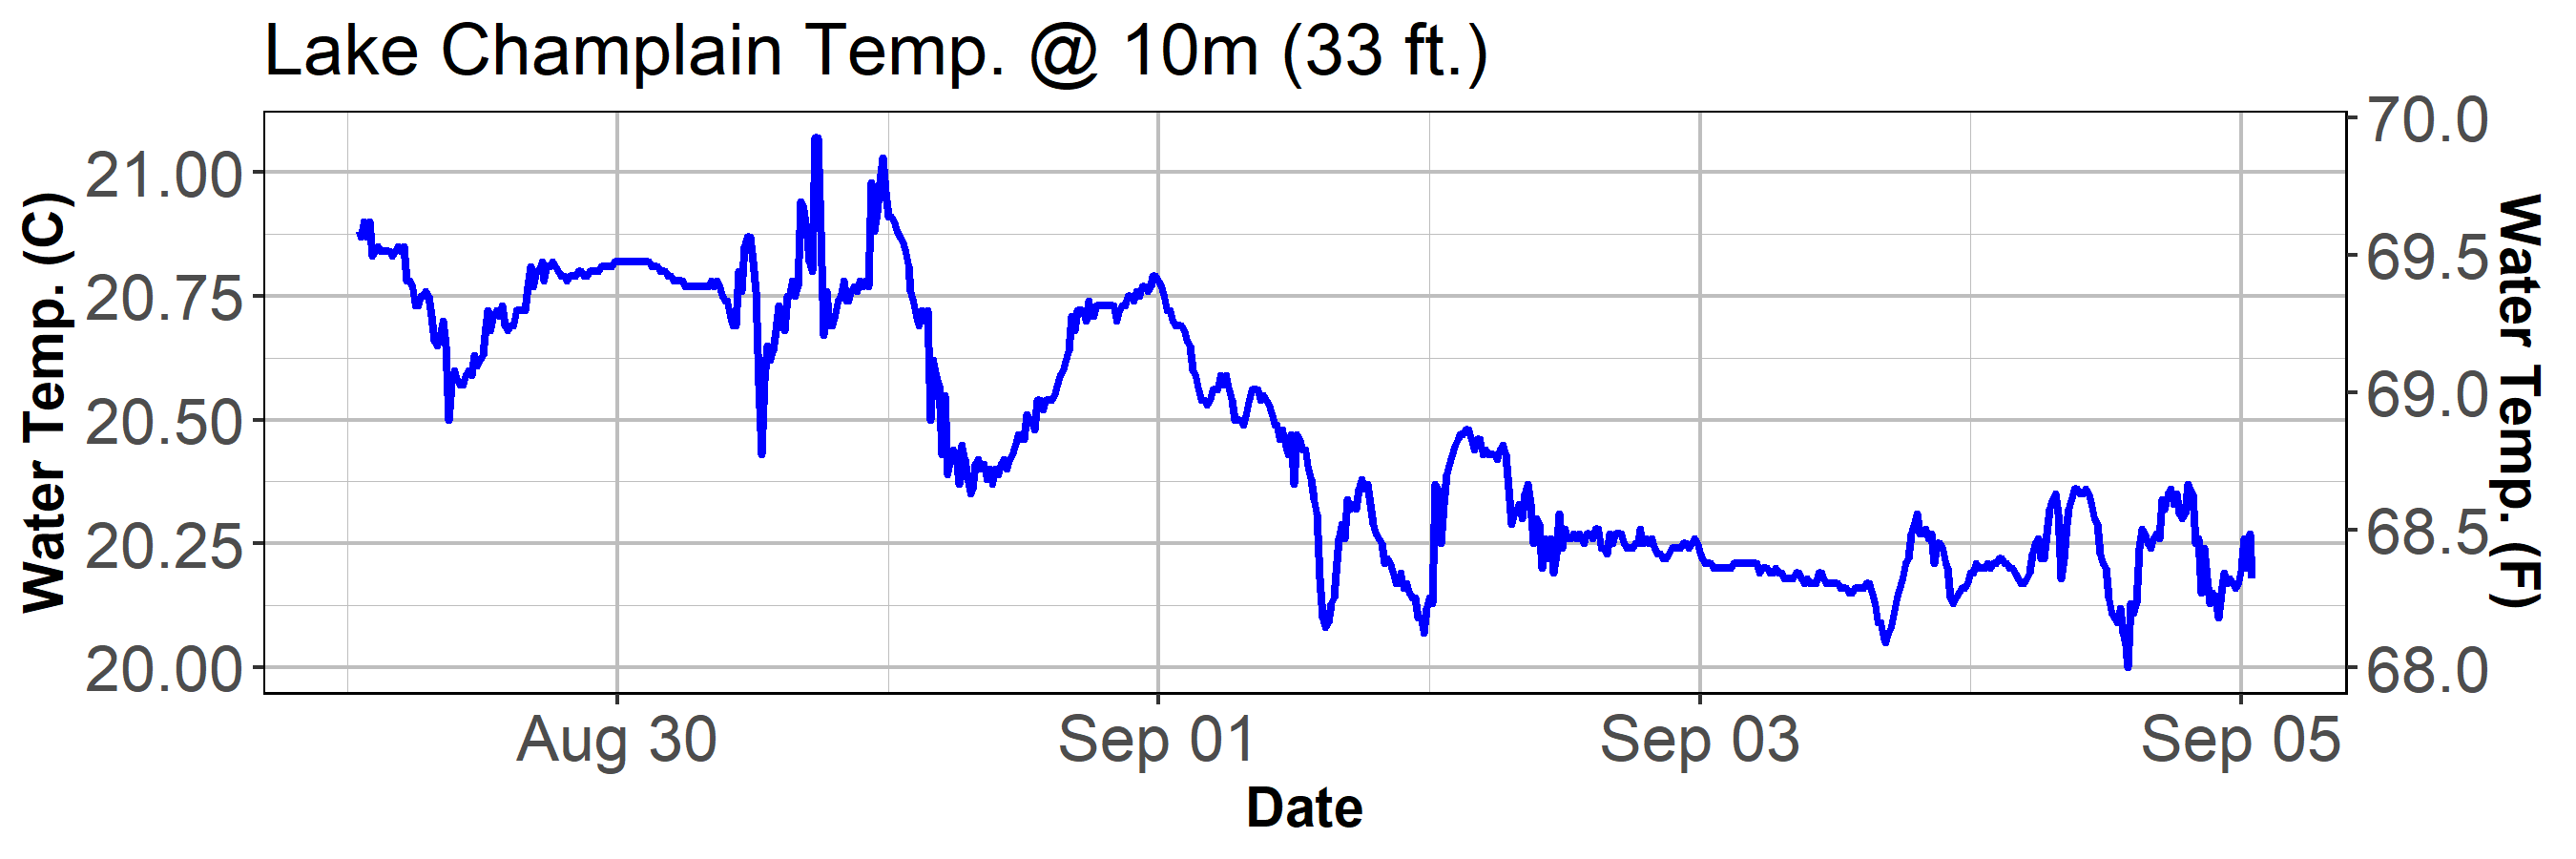 Lake Champlain Temp. @ 10m (33 ft.)
Water Temp. (C)
21.00
20.75
20.50
20.25
20.00
70.0
69.5
69.0
68.5
68.0
Water Temp. (F)
Aug 30 Sep 01 Sep 03 Sep 05
Date